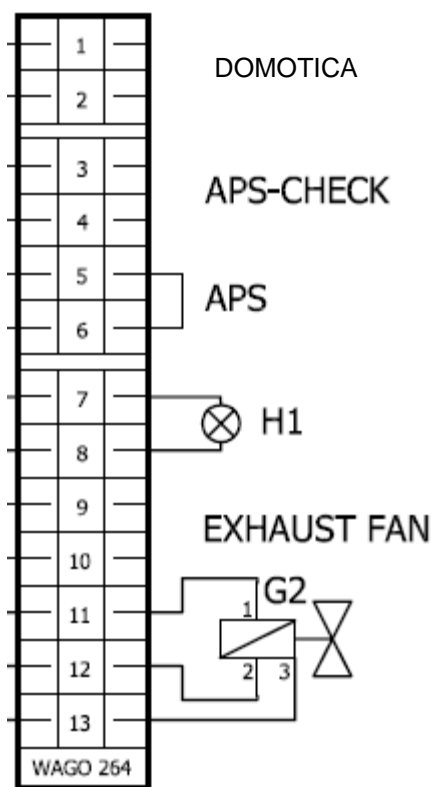 1
DOMOTICA
2
3
APS-CHECK
4
5
APS
6
7
H1
8
9
EXHAUST FAN
10
G2
11
1
12
2 3
13
WAGO 264